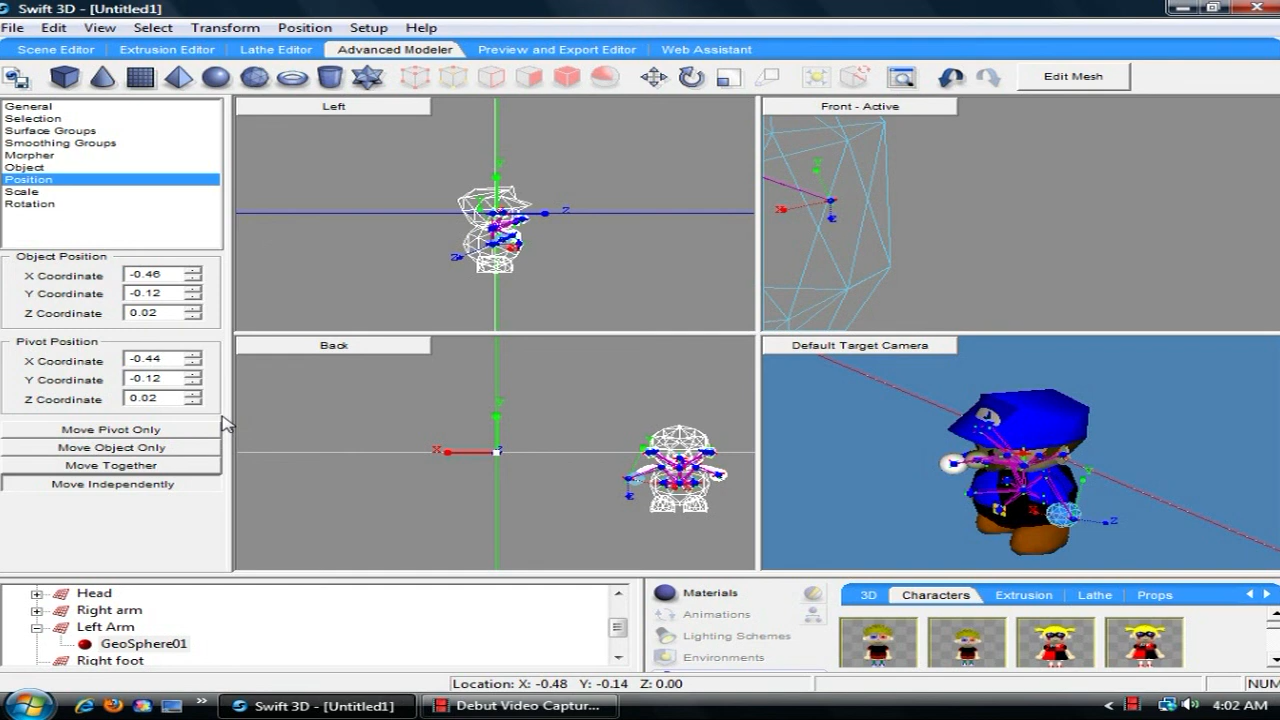 Swift 3D - [Untitled1]
File Edit View Select Transform Position Setup Help
Scene Editor Extrusion Editor Lathe Editor Advanced Modeler Preview and Export Editor Web Assistant
Edit Mesh
General
Selection
Surface Groups
Smoothing Groups
Morpher
Object
Position
Scale
Rotation
Object Position
X Coordinate -0.46
Y Coordinate -0.12
Z Coordinate 0.02
Pivot Position
X Coordinate -0.44
Y Coordinate -0.12
Z Coordinate 0.02
Move Pivot Only
Move Object Only
Move Together
Move Independently
Left
Y
Z
Z
Front - Active
Y
X
Z
Back
Y
X
Z
Z
Default Target Camera
Y
X
Z
Head
Right arm
Left Arm
GeoSphere01
Right foot
Materials
Animations
Lighting Schemes
Environments
3D Characters Extrusion Lathe Props
Location: X: -0.48 Y: -0.14 Z: 0.00
NUM
Swift 3D - [Untitled1]
Debut Video Captur...
4:02 AM